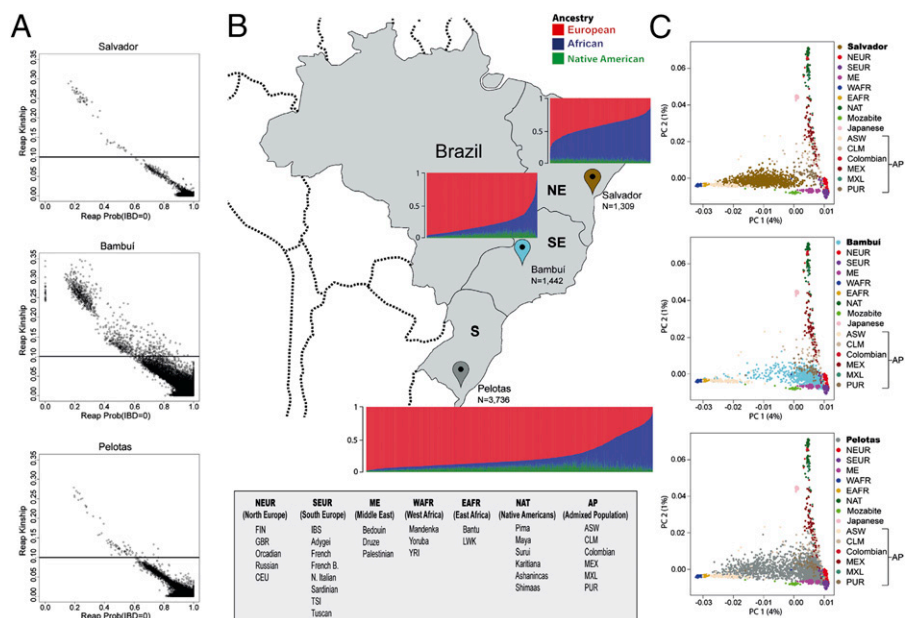 A
Salvador
Reap Kinship
0.35
0.30
0.25
0.20
0.15
0.10
0.05
0.00
0.0 0.2 0.4 0.6 0.8 1.0
Reap Prob(IBD=0)
Bambuí
Reap Kinship
0.35
0.30
0.25
0.20
0.15
0.10
0.05
0.00
0.0 0.2 0.4 0.6 0.8 1.0
Reap Prob(IBD=0)
Pelotas
Reap Kinship
0.35
0.30
0.25
0.20
0.15
0.10
0.05
0.00
0.0 0.2 0.4 0.6 0.8 1.0
Reap Prob(IBD=0)
B
Ancestry
European
African
Native American
Brazil
1
0.5
0
1
0.5
0
NE
Salvador
N=1,309
SE
Bambuí
N=1,442
S
Pelotas
N=3,736
1
0.5
0
NEUR SEUR ME WAFR EAFR NAT AP
(North Europe) (South Europe) (Middle East) (West Africa) (East Africa) (Native Americans) (Admixed Population)
FIN IBS Bedouin Mandenka Bantu Pima ASW
GBR Adygei Druze Yoruba LWK Maya CLM
Orcadian French Palestinian YRI Surui Colombian
Russian French B. Karitiana MEX
CEU N. Italian Ashanincas MXL
Sardinian Shimaas PUR
TSI
Tuscan
C
PC 2 (1%)
0.06
0.04
0.02
0.00
-0.03 -0.02 -0.01 0.00 0.01
PC 1 (4%)
Salvador
NEUR
SEUR
ME
WAFR
EAFR
NAT
Mozabite
Japanese
ASW
CLM
Colombian
MEX
MXL
PUR
AP
PC 2 (1%)
0.06
0.04
0.02
0.00
-0.03 -0.02 -0.01 0.00 0.01
PC 1 (4%)
Bambuí
NEUR
SEUR
ME
WAFR
EAFR
NAT
Mozabite
Japanese
ASW
CLM
Colombian
MEX
MXL
PUR
AP
PC 2 (1%)
0.06
0.04
0.02
0.00
-0.03 -0.02 -0.01 0.00 0.01
PC 1 (4%)
Pelotas
NEUR
SEUR
ME
WAFR
EAFR
NAT
Mozabite
Japanese
ASW
CLM
Colombian
MEX
MXL
PUR
AP